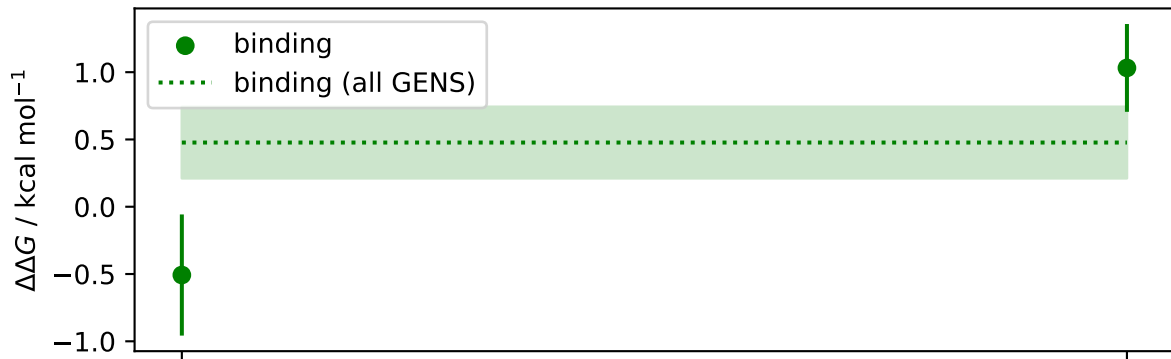 binding
binding (all GENS)
ΔΔG / kcal mol⁻¹
1.0
0.5
0.0
−0.5
−1.0